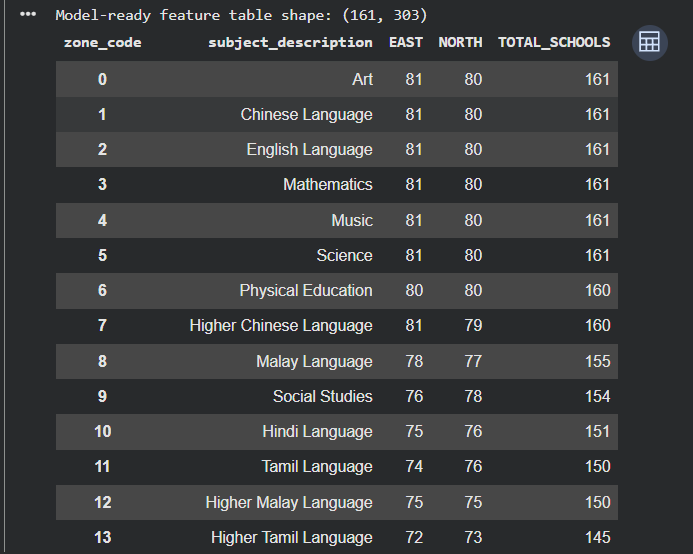 ••• Model-ready feature table shape: (161, 303)
zone_code subject_description EAST NORTH TOTAL_SCHOOLS
0 Art 81 80 161
1 Chinese Language 81 80 161
2 English Language 81 80 161
3 Mathematics 81 80 161
4 Music 81 80 161
5 Science 81 80 161
6 Physical Education 80 80 160
7 Higher Chinese Language 81 79 160
8 Malay Language 78 77 155
9 Social Studies 76 78 154
10 Hindi Language 75 76 151
11 Tamil Language 74 76 150
12 Higher Malay Language 75 75 150
13 Higher Tamil Language 72 73 145